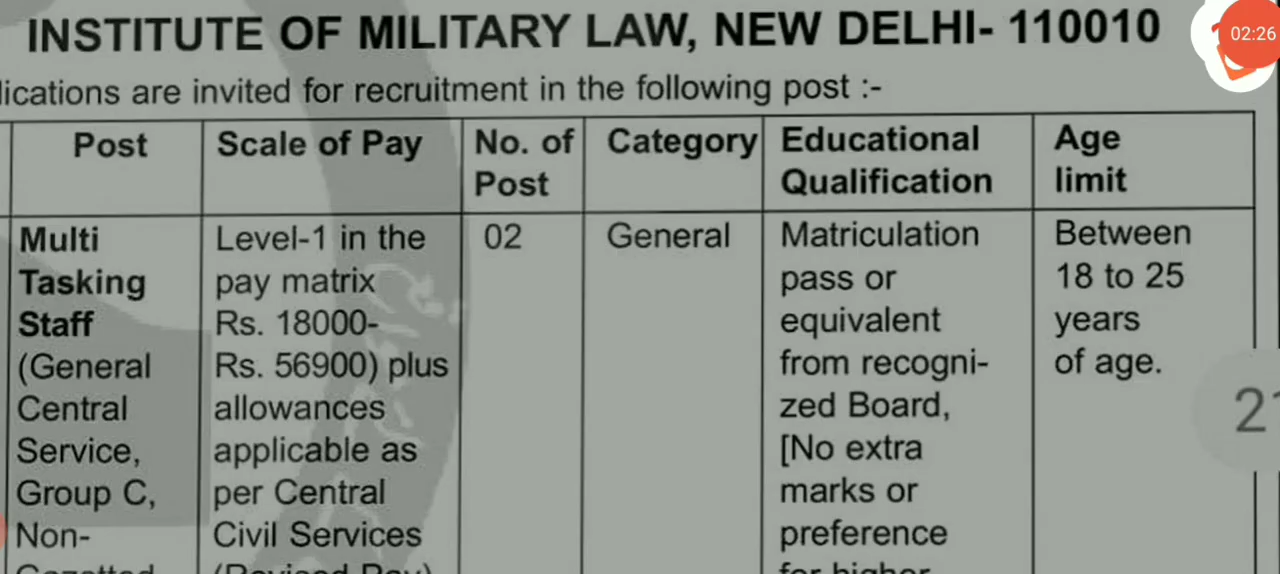 INSTITUTE OF MILITARY LAW, NEW DELHI- 110010
02:26
lications are invited for recruitment in the following post :-
Post
Scale of Pay
No. of
Post
Category
Educational
Qualification
Age
limit
Multi
Tasking
Staff
(General
Central
Service,
Group C,
Non-
Level-1 in the
pay matrix
Rs. 18000-
Rs. 56900) plus
allowances
applicable as
per Central
Civil Services
(Revised Pay)
02
General
Matriculation
pass or
equivalent
from recogni-
zed Board,
[No extra
marks or
preference
for higher
Between
18 to 25
years
of age.